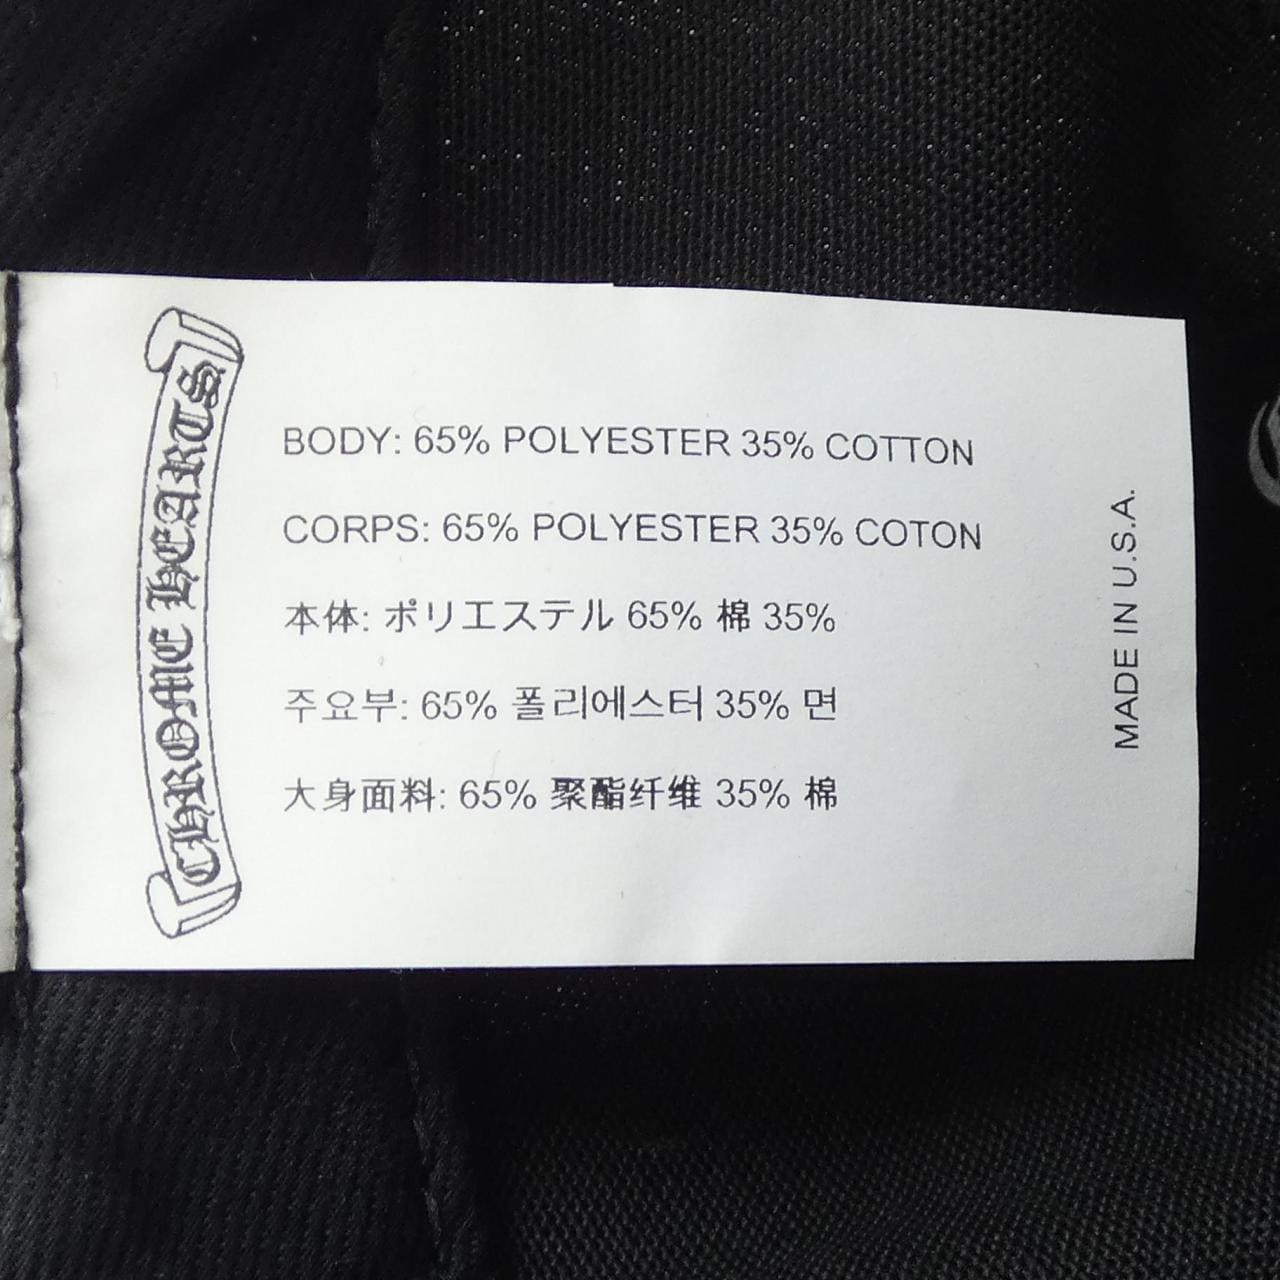 CHROME HEARTS
BODY: 65% POLYESTER 35% COTTON
CORPS: 65% POLYESTER 35% COTON
本体: ポリエステル 65% 棉 35%
주요부: 65% 폴리에스터 35% 면
大身面料: 65% 聚酯纤维 35% 棉
MADE IN U.S.A.